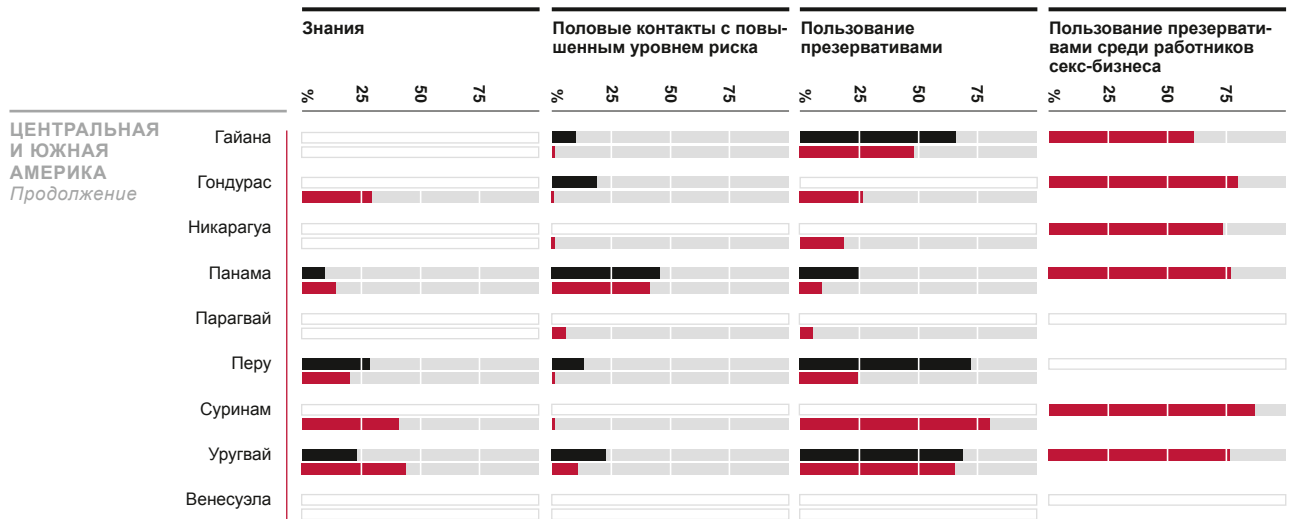 Знания
Половые контакты с повы-
шенным уровнем риска
Пользование
презервативами
Пользование презервати-
вами среди работников
секс-бизнеса
% 25 50 75
% 25 50 75
% 25 50 75
% 25 50 75
ЦЕНТРАЛЬНАЯ
И ЮЖНАЯ
АМЕРИКА
Продолжение
Гайана
Гондурас
Никарагуа
Панама
Парагвай
Перу
Суринам
Уругвай
Венесуэла